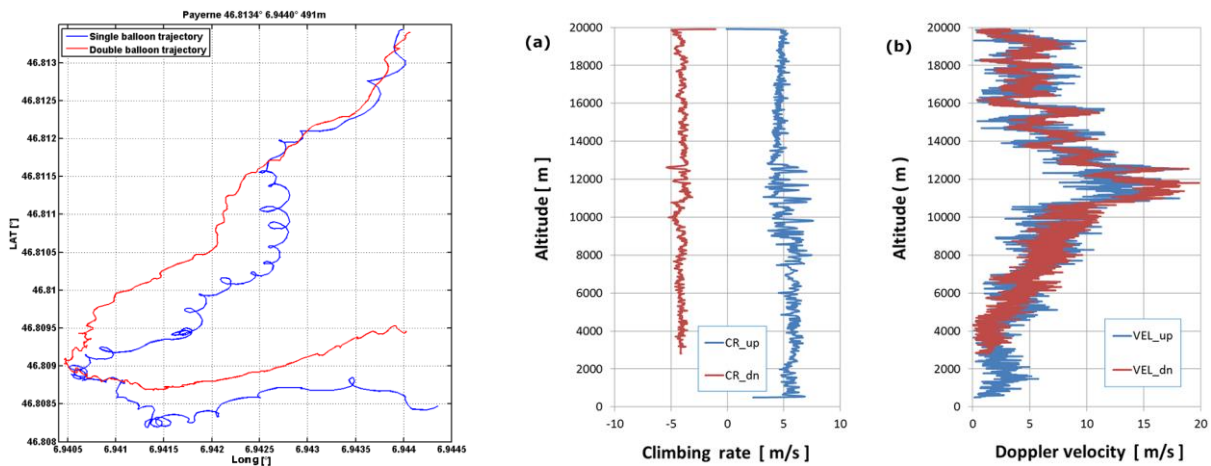 Payerne 46.8134° 6.9440° 491m
Single balloon trajectory
Double balloon trajectory
46.813
46.8125
46.812
46.8115
46.811
46.8105
46.81
46.8095
46.809
46.8085
46.808
LAT [°]
6.9405 6.941 6.9415 6.942 6.9425 6.943 6.9435 6.944 6.9445
Long [°]
(a)
20000
18000
16000
14000
12000
10000
8000
6000
4000
2000
0
Altitude [ m ]
CR_up
CR_dn
-10 -5 0 5 10
Climbing rate [ m/s ]
(b)
20000
18000
16000
14000
12000
10000
8000
6000
4000
2000
0
Altitude ( m )
VEL_up
VEL_dn
0 5 10 15 20
Doppler velocity [ m/s ]